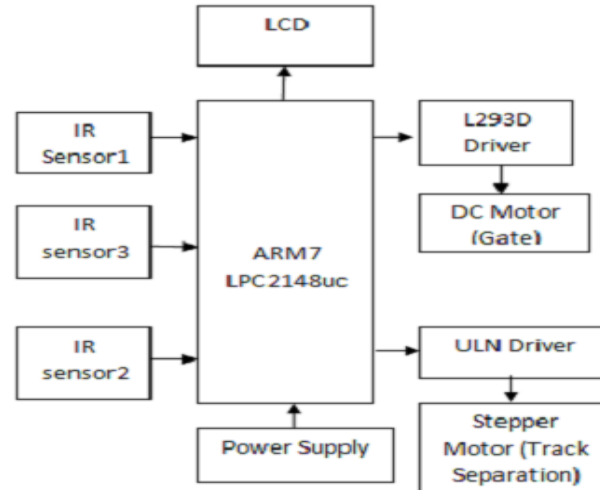 LCD
IR
Sensor1
L293D
Driver
IR
sensor3
DC Motor
(Gate)
ARM7
LPC2148uc
IR
sensor2
ULN Driver
Power Supply
Stepper
Motor (Track
Separation)